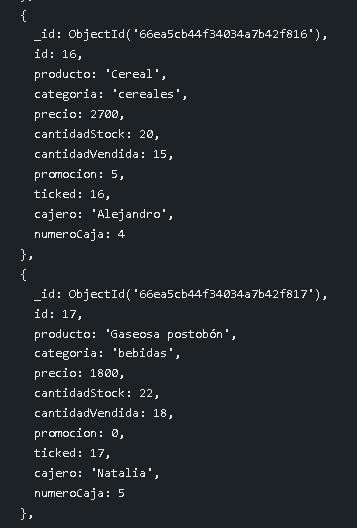 {
_id: ObjectId('66ea5cb44f34034a7b42f816'),
id: 16,
producto: 'Cereal',
categoria: 'cereales',
precio: 2700,
cantidadStock: 20,
cantidadVendida: 15,
promocion: 5,
ticked: 16,
cajero: 'Alejandro',
numeroCaja: 4
},
{
_id: ObjectId('66ea5cb44f34034a7b42f817'),
id: 17,
producto: 'Gaseosa postobón',
categoria: 'bebidas',
precio: 1800,
cantidadStock: 22,
cantidadVendida: 18,
promocion: 0,
ticked: 17,
cajero: 'Natalia',
numeroCaja: 5
},